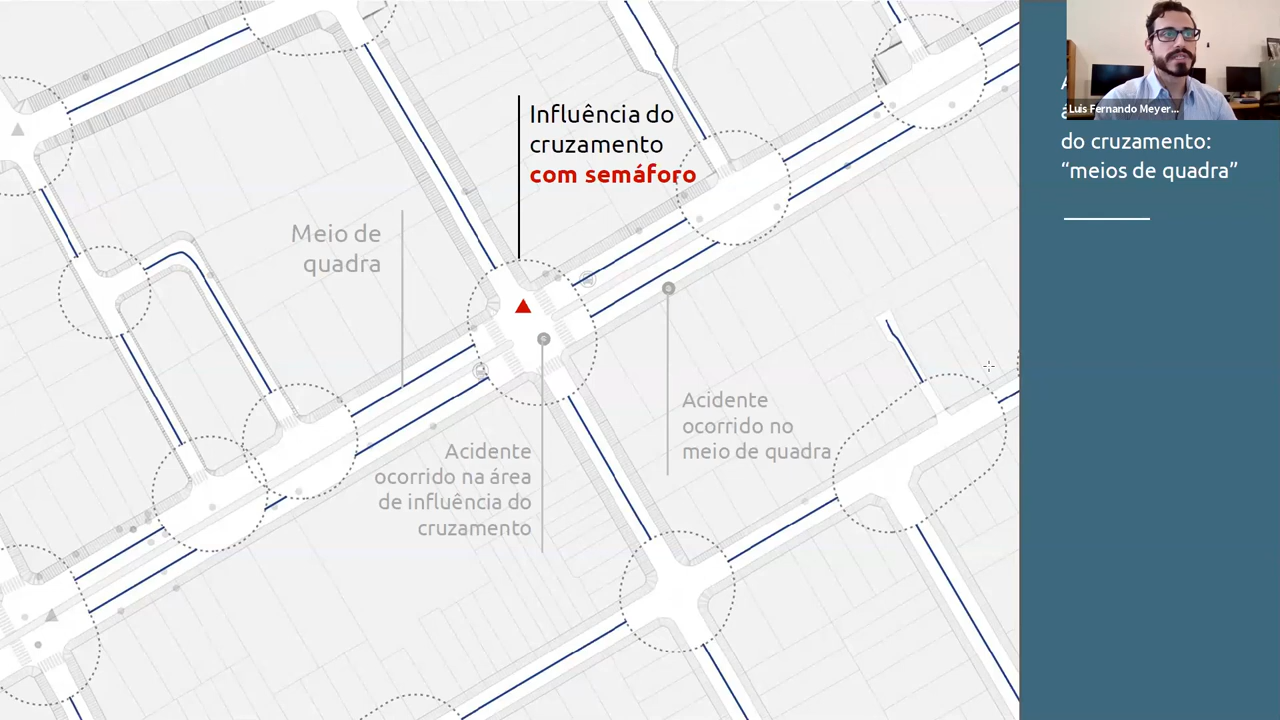 Influência do
cruzamento
com semáforo
Meio de
quadra
Acidente
ocorrido no
meio de quadra
Acidente
ocorrido na área
de influência do
cruzamento
Luis Fernando Meyer...
do cruzamento:
“meios de quadra”